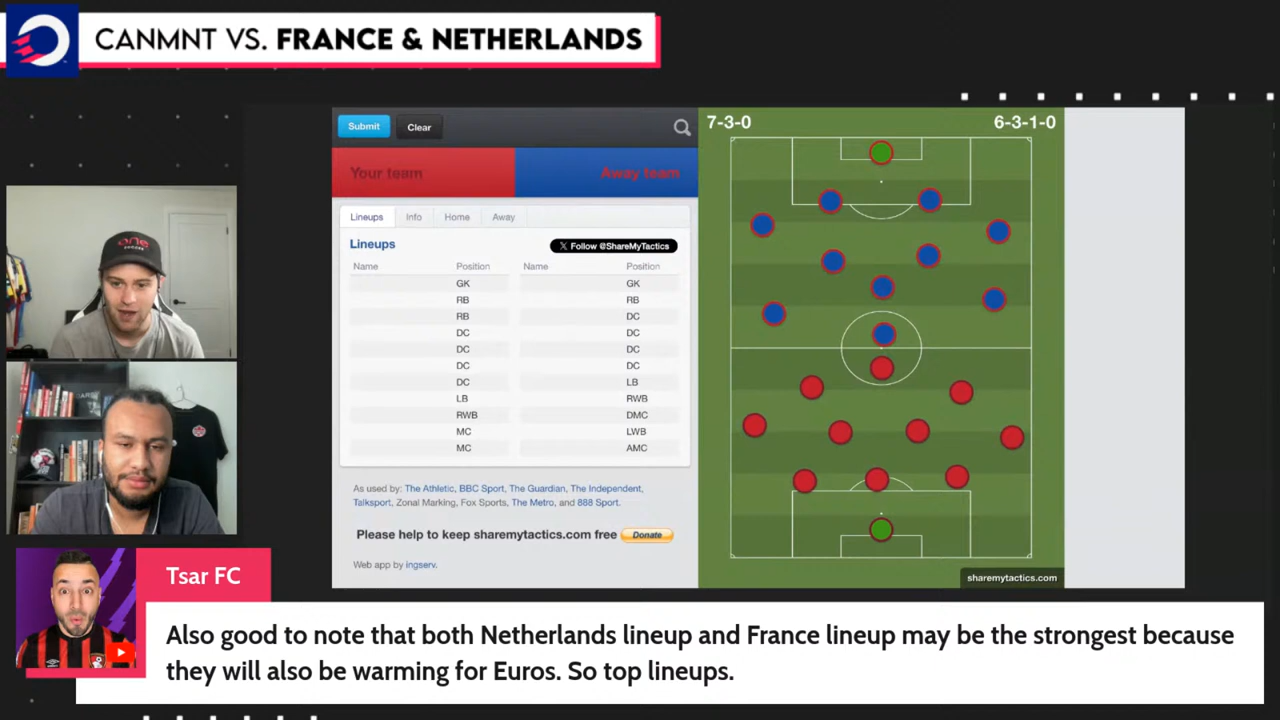 CANMNT VS. FRANCE & NETHERLANDS
Submit
Clear
7-3-0
6-3-1-0
Your team
Away team
Lineups Info Home Away
Lineups
X Follow @ShareMyTactics
Name Position Name Position
GK GK
RB RB
RB DC
DC DC
DC DC
DC DC
DC LB
LB RWB
RWB DMC
MC LWB
MC AMC
As used by: The Athletic, BBC Sport, The Guardian, The Independent,
Talksport, Zonal Marking, Fox Sports, The Metro, and 888 Sport.
Please help to keep sharemytactics.com free Donate
Web app by ingserv.
sharemytactics.com
one
Tsar FC
Also good to note that both Netherlands lineup and France lineup may be the strongest because
they will also be warming for Euros. So top lineups.